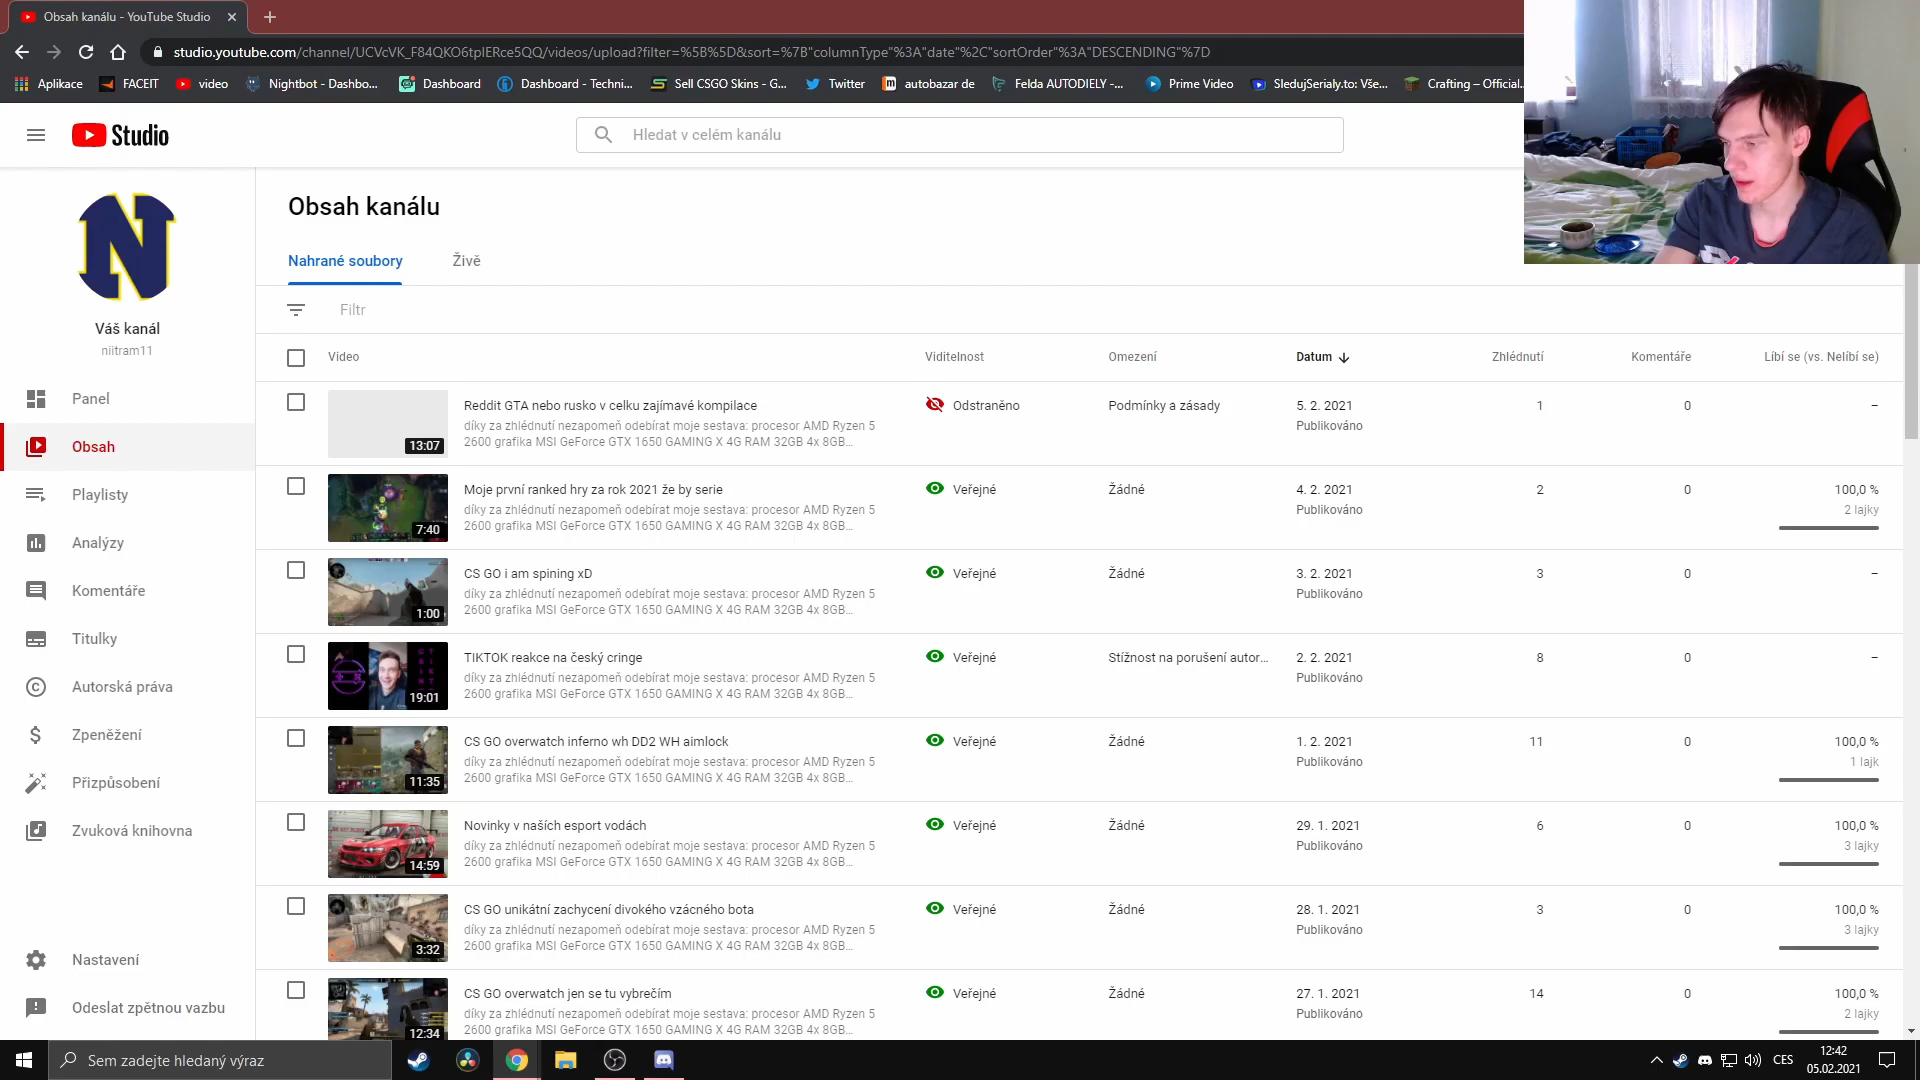 Obsah kanálu - YouTube Studio
studio.youtube.com/channel/UCVcVK_F84QKO6tpIERce5QQ/videos/upload?filter=%5B%5D&sort=%7B"columnType"%3A"date"%2C"sortOrder"%3A"DESCENDING"%7D
Aplikace FACEIT video Nightbot - Dashbo... Dashboard Dashboard - Techni... Sell CSGO Skins - G... Twitter autobazar de Felda AUTODIELY -... Prime Video SledujSerialy.to: Vše... Crafting – Official...
Studio
Hledat v celém kanálu
Váš kanál
niitram11
Panel
Obsah
Playlisty
Analýzy
Komentáře
Titulky
Autorská práva
Zpeněžení
Přizpůsobení
Zvuková knihovna
Nastavení
Odeslat zpětnou vazbu
Obsah kanálu
Nahrané soubory Živě
Filtr
Video Viditelnost Omezení Datum Zhlédnutí Komentáře Líbí se (vs. Nelíbí se)
Reddit GTA nebo rusko v celku zajímavé kompilace Odstraněno Podmínky a zásady 5. 2. 2021 1 0 –
díky za zhlédnutí nezapomeň odebírat moje sestava: procesor AMD Ryzen 5 Publikováno
13:07 2600 grafika MSI GeForce GTX 1650 GAMING X 4G RAM 32GB 4x 8GB...
Moje první ranked hry za rok 2021 že by serie Veřejné Žádné 4. 2. 2021 2 0 100,0 %
díky za zhlédnutí nezapomeň odebírat moje sestava: procesor AMD Ryzen 5 Publikováno 2 lajky
7:40 2600 grafika MSI GeForce GTX 1650 GAMING X 4G RAM 32GB 4x 8GB...
CS GO i am spining xD Veřejné Žádné 3. 2. 2021 3 0 –
díky za zhlédnutí nezapomeň odebírat moje sestava: procesor AMD Ryzen 5 Publikováno
1:00 2600 grafika MSI GeForce GTX 1650 GAMING X 4G RAM 32GB 4x 8GB...
TIKTOK reakce na český cringe Veřejné Stížnost na porušení autor... 2. 2. 2021 8 0 –
díky za zhlédnutí nezapomeň odebírat moje sestava: procesor AMD Ryzen 5 Publikováno
19:01 2600 grafika MSI GeForce GTX 1650 GAMING X 4G RAM 32GB 4x 8GB...
CS GO overwatch inferno wh DD2 WH aimlock Veřejné Žádné 1. 2. 2021 11 0 100,0 %
díky za zhlédnutí nezapomeň odebírat moje sestava: procesor AMD Ryzen 5 Publikováno 1 lajk
11:35 2600 grafika MSI GeForce GTX 1650 GAMING X 4G RAM 32GB 4x 8GB...
Novinky v naších esport vodách Veřejné Žádné 29. 1. 2021 6 0 100,0 %
díky za zhlédnutí nezapomeň odebírat moje sestava: procesor AMD Ryzen 5 Publikováno 3 lajky
14:59 2600 grafika MSI GeForce GTX 1650 GAMING X 4G RAM 32GB 4x 8GB...
CS GO unikátní zachycení divokého vzácného bota Veřejné Žádné 28. 1. 2021 3 0 100,0 %
díky za zhlédnutí nezapomeň odebírat moje sestava: procesor AMD Ryzen 5 Publikováno 3 lajky
3:32 2600 grafika MSI GeForce GTX 1650 GAMING X 4G RAM 32GB 4x 8GB...
CS GO overwatch jen se tu vybrečím Veřejné Žádné 27. 1. 2021 14 0 100,0 %
díky za zhlédnutí nezapomeň odebírat moje sestava: procesor AMD Ryzen 5 Publikováno 2 lajky
12:34 2600 grafika MSI GeForce GTX 1650 GAMING X 4G RAM 32GB 4x 8GB...
Sem zadejte hledaný výraz
CES
12:42
05.02.2021